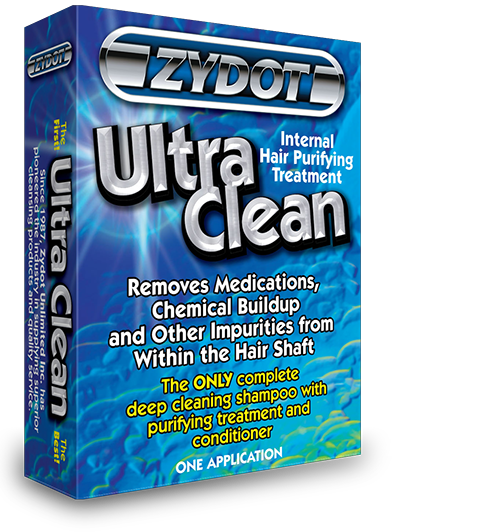 ZYDOT
Ultra
Clean
Internal
Hair Purifying
Treatment
Removes Medications,
Chemical Buildup
and Other Impurities from
Within the Hair Shaft
The ONLY complete
deep cleaning shampoo with
purifying treatment and
conditioner
ONE APPLICATION
ZYDOT
The First!
Ultra Clean
The Best!
Since 1987, Zydot Unlimited Inc. has
pioneered the industry in supplying superior
cleansing products and quality service.